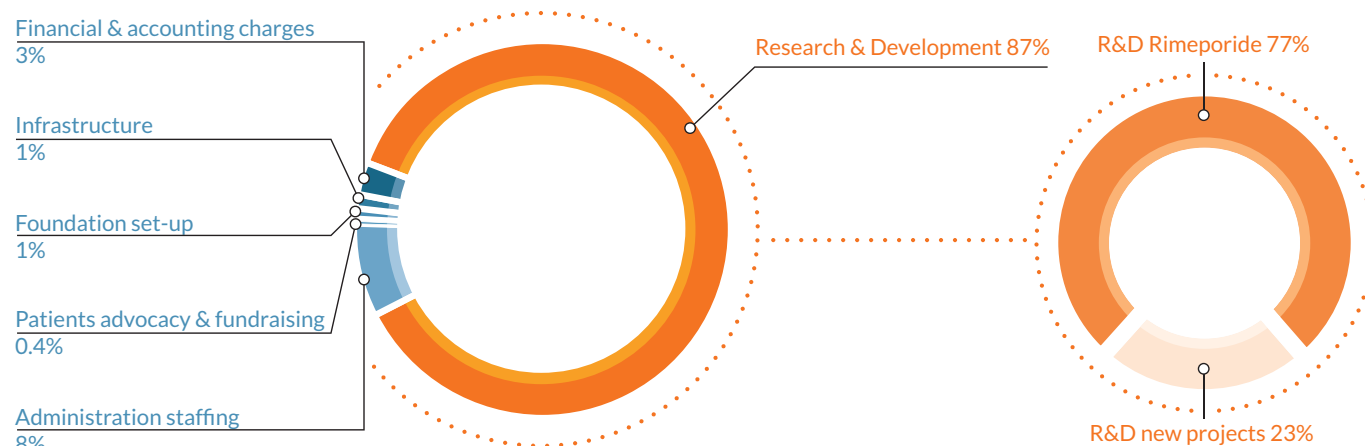 Financial & accounting charges
3%
Infrastructure
1%
Foundation set-up
1%
Patients advocacy & fundraising
0.4%
Administration staffing
8%
Research & Development 87%
R&D Rimeporide 77%
R&D new projects 23%